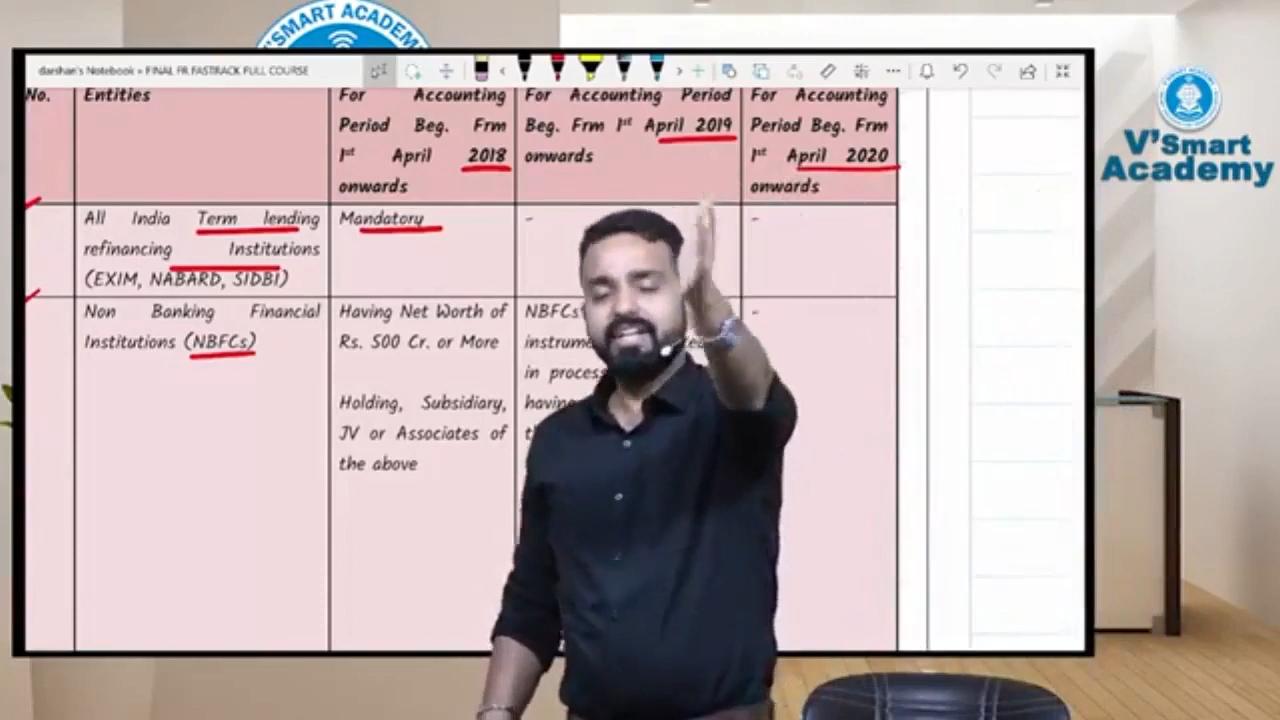 V'SMART ACADEMY
darshan's Notebook » FINAL FR FASTRACK FULL COURSE
No. Entities For Accounting Period Beg. Frm 1st April 2018 onwards For Accounting Period Beg. Frm 1st April 2019 onwards For Accounting Period Beg. Frm 1st April 2020 onwards
All India Term lending
refinancing Institutions
(EXIM, NABARD, SIDBI)
Mandatory
-
-
Non Banking Financial
Institutions (NBFCs)
Having Net Worth of
Rs. 500 Cr. or More
Holding, Subsidiary,
JV or Associates of
the above
NBFCs
in process
having
-
V'Smart
Academy